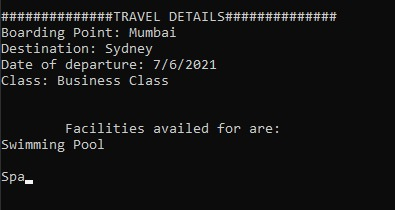 ##############TRAVEL DETAILS##############
Boarding Point: Mumbai
Destination: Sydney
Date of departure: 7/6/2021
Class: Business Class
Facilities availed for are:
Swimming Pool
Spa